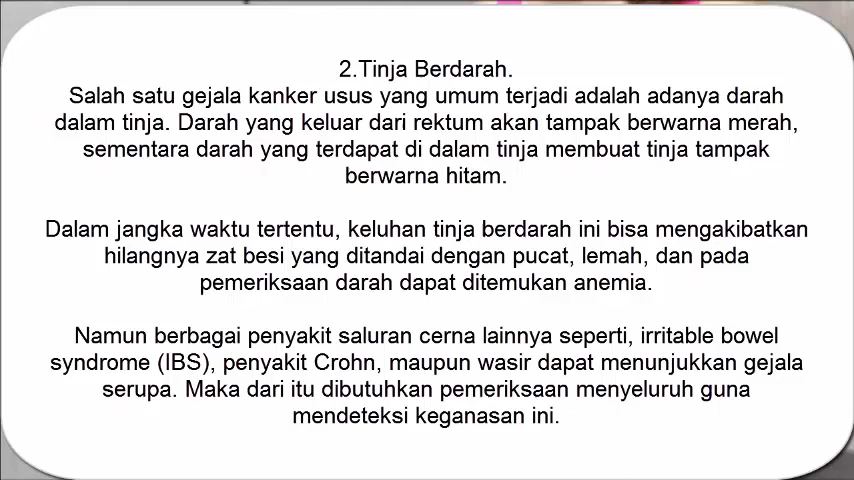 2.Tinja Berdarah.
Salah satu gejala kanker usus yang umum terjadi adalah adanya darah
dalam tinja. Darah yang keluar dari rektum akan tampak berwarna merah,
sementara darah yang terdapat di dalam tinja membuat tinja tampak
berwarna hitam.
Dalam jangka waktu tertentu, keluhan tinja berdarah ini bisa mengakibatkan
hilangnya zat besi yang ditandai dengan pucat, lemah, dan pada
pemeriksaan darah dapat ditemukan anemia.
Namun berbagai penyakit saluran cerna lainnya seperti, irritable bowel
syndrome (IBS), penyakit Crohn, maupun wasir dapat menunjukkan gejala
serupa. Maka dari itu dibutuhkan pemeriksaan menyeluruh guna
mendeteksi keganasan ini.